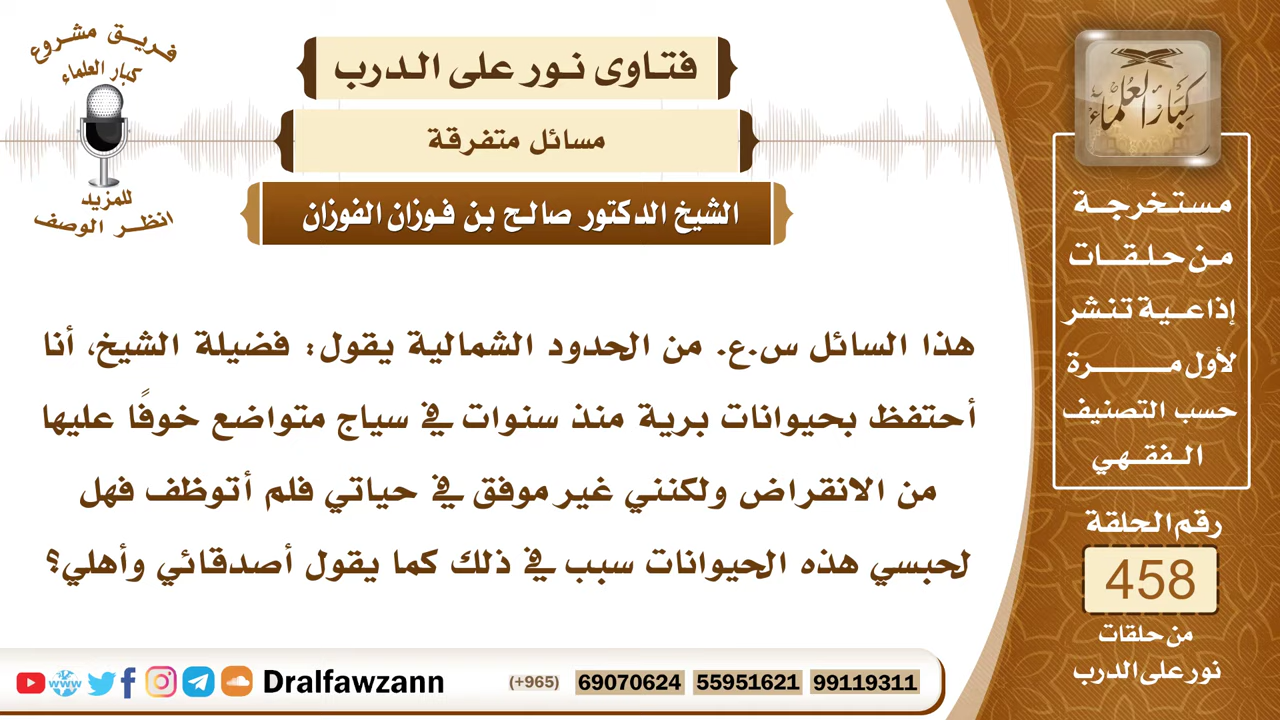 فريق مشروع
كبار العلماء
للمزيد
انظر الوصف
فتاوى نور على الدرب
مسائل متفرقة
الشيخ الدكتور صالح بن فوزان الفوزان
هذا السائل س.ع. من الحدود الشمالية يقول: فضيلة الشيخ، أنا
أحتفظ بحيوانات برية منذ سنوات في سياج متواضع خوفًا عليها
من الانقراض ولكنني غير موفق في حياتي فلم أتوظف فهل
لحبسي هذه الحيوانات سبب في ذلك كما يقول أصدقائي وأهلي؟
كبار العلماء
مستخرجة
من حلقات
إذاعية تنشر
لأول مرة
حسب التصنيف
الفقهي
رقم الحلقة
458
من حلقات
نور على الدرب
www Dralfawzann (+965) 69070624 55951621 99119311